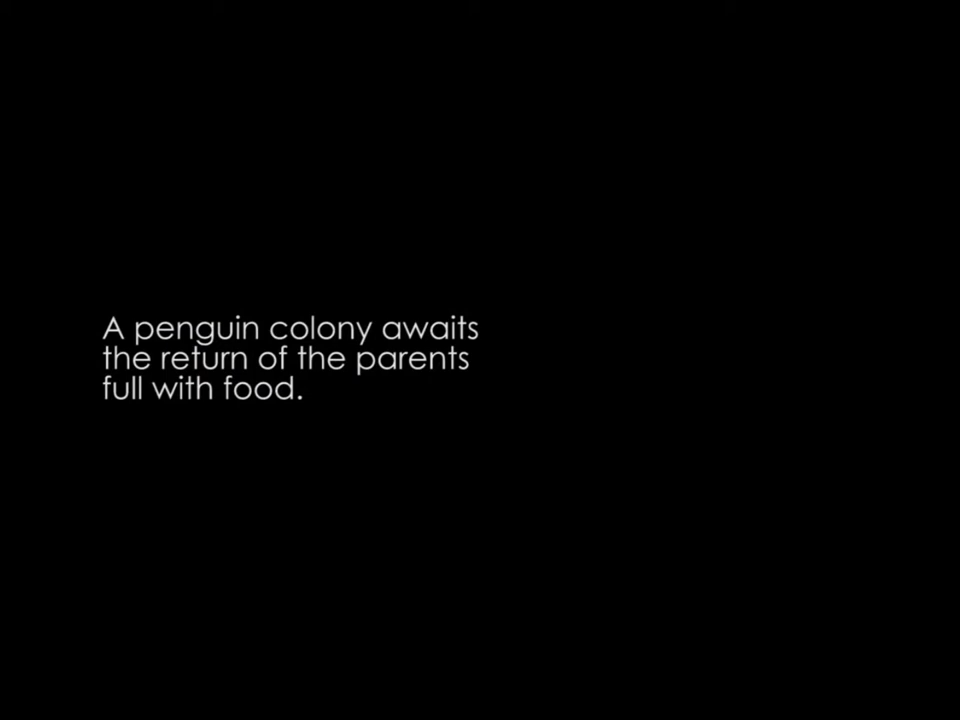 A penguin colony awaits
the return of the parents
full with food.